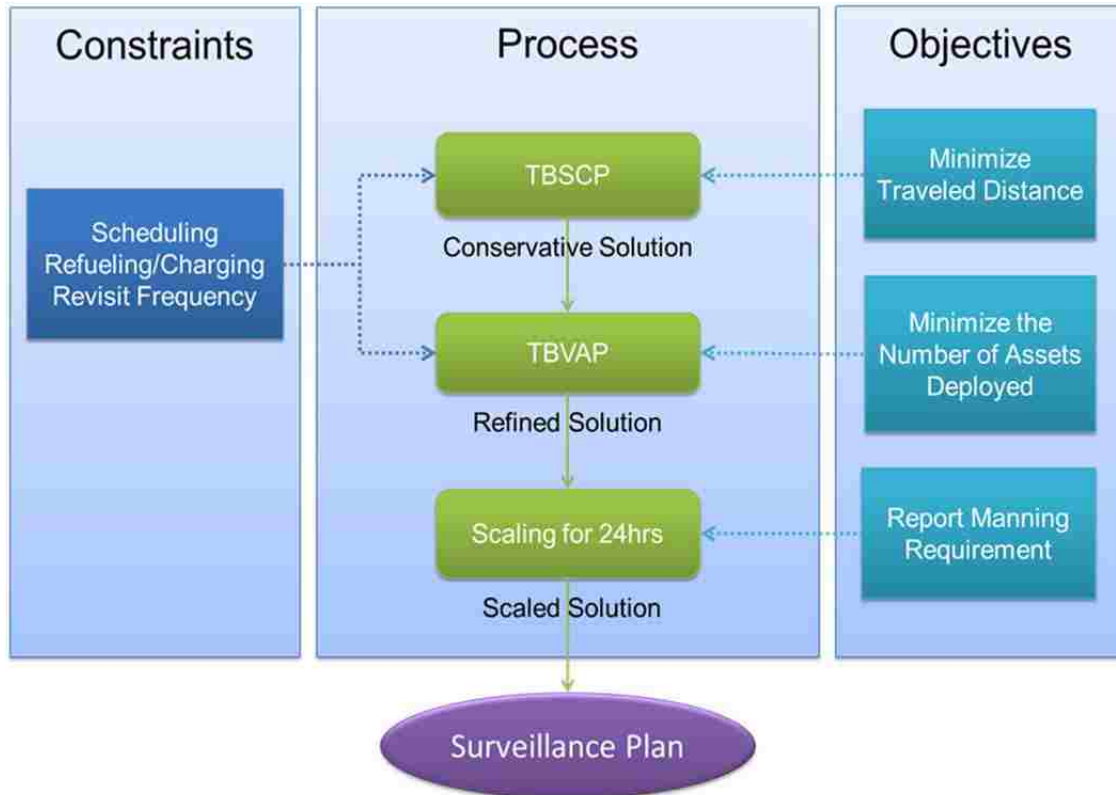 Constraints
Scheduling
Refueling/Charging
Revisit Frequency
Process
TBSCP
Conservative Solution
TBVAP
Refined Solution
Scaling for 24hrs
Scaled Solution
Surveillance Plan
Objectives
Minimize
Traveled Distance
Minimize the
Number of Assets
Deployed
Report Manning
Requirement